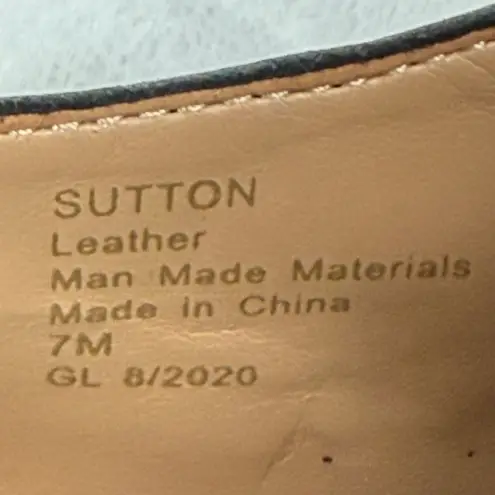 SUTTON
Leather
Man Made Materials
Made in China
7M
GL 8/2020